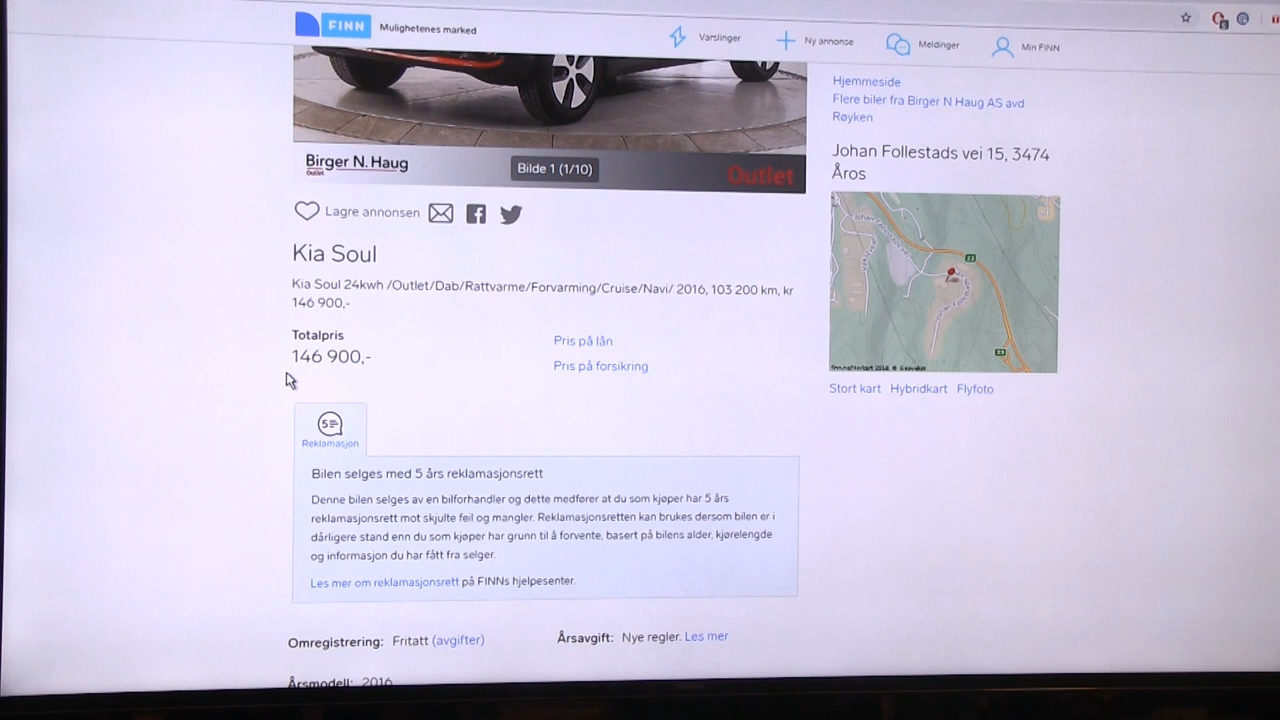 FINN Mulighetenes marked
Varslinger
Ny annonse
Meldinger
Min FINN
Birger N. Haug
Outlet
Bilde 1 (1/10)
Outlet
Hjemmeside
Flere biler fra Birger N Haug AS avd
Røyken
Johan Follestads vei 15, 3474
Åros
23
23
Stort kart Hybridkart Flyfoto
Lagre annonsen
Kia Soul
Kia Soul 24kwh /Outlet/Dab/Rattvarme/Forvarming/Cruise/Navi/ 2016, 103 200 km, kr
146 900,-
Totalpris
146 900,-
Pris på lån
Pris på forsikring
Reklamasjon
Bilen selges med 5 års reklamasjonsrett
Denne bilen selges av en bilforhandler og dette medfører at du som kjøper har 5 års
reklamasjonsrett mot skjulte feil og mangler. Reklamasjonsretten kan brukes dersom bilen er i
dårligere stand enn du som kjøper har grunn til å forvente, basert på bilens alder, kjørelengde
og informasjon du har fått fra selger.
Les mer om reklamasjonsrett på FINNs hjelpesenter.
Omregistrering: Fritatt (avgifter)
Årsavgift: Nye regler. Les mer
Årsmodell: 2016